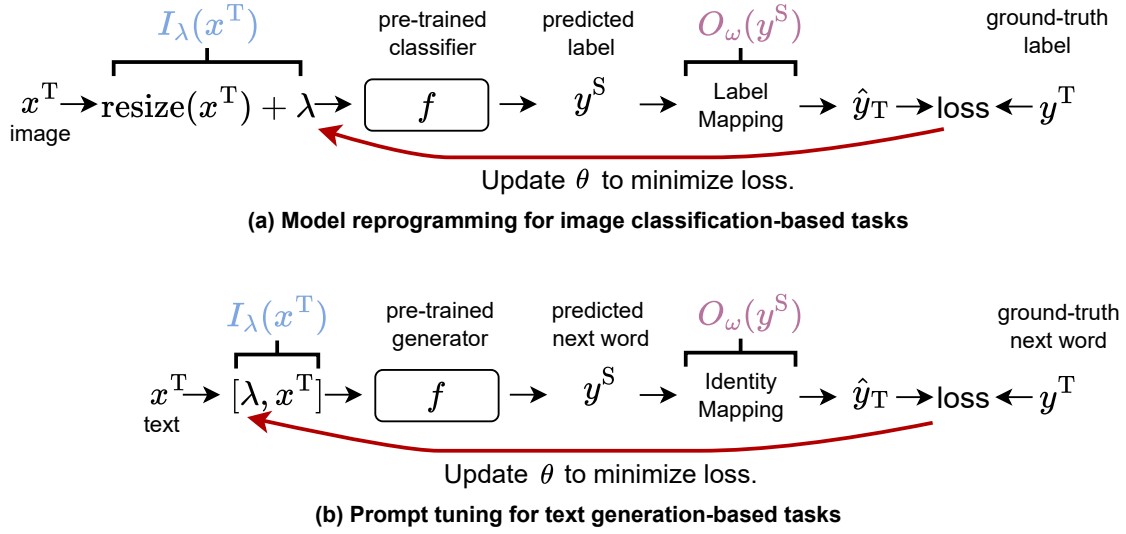 I_λ(x^T) pre-trained classifier predicted label O_ω(y^S) ground-truth label
x^T image → resize(x^T) + λ → f → y^S → Label Mapping → ŷ_T → loss ← y^T
Update θ to minimize loss.
(a) Model reprogramming for image classification-based tasks
I_λ(x^T) pre-trained generator predicted next word O_ω(y^S) ground-truth next word
x^T text → [λ, x^T] → f → y^S → Identity Mapping → ŷ_T → loss ← y^T
Update θ to minimize loss.
(b) Prompt tuning for text generation-based tasks